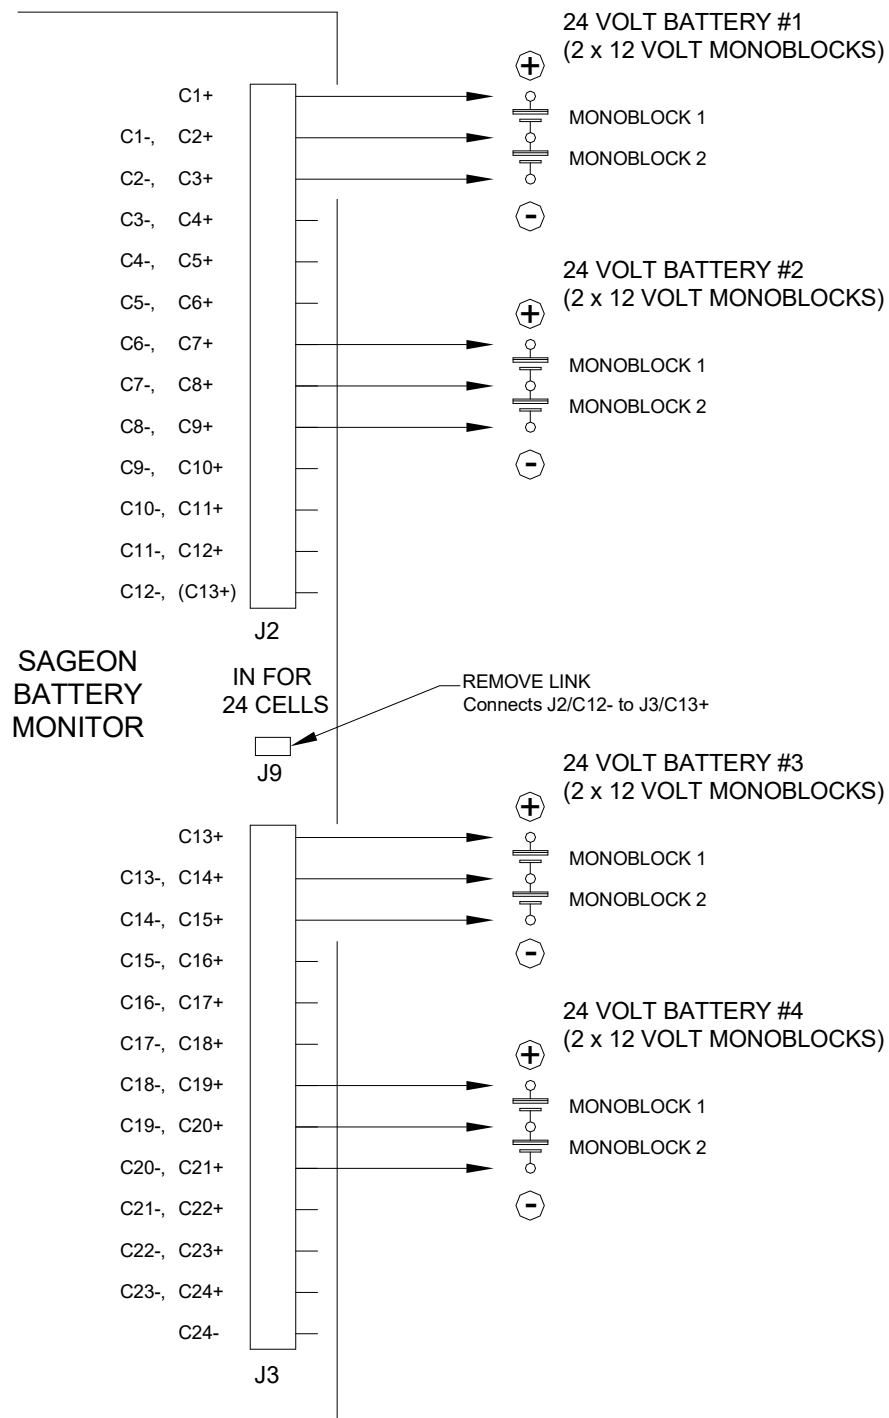 24 VOLT BATTERY #1
(2 x 12 VOLT MONOBLOCKS)
+
C1+
MONOBLOCK 1
C1-, C2+
MONOBLOCK 2
C2-, C3+
-
C3-, C4+
24 VOLT BATTERY #2
(2 x 12 VOLT MONOBLOCKS)
C4-, C5+
C5-, C6+
+
C6-, C7+
MONOBLOCK 1
C7-, C8+
MONOBLOCK 2
C8-, C9+
-
C9-, C10+
C10-, C11+
C11-, C12+
C12-, (C13+)
J2
SAGEON
BATTERY
MONITOR
IN FOR
24 CELLS
REMOVE LINK
Connects J2/C12- to J3/C13+
J9
24 VOLT BATTERY #3
(2 x 12 VOLT MONOBLOCKS)
+
C13+
MONOBLOCK 1
C13-, C14+
MONOBLOCK 2
C14-, C15+
-
C15-, C16+
C16-, C17+
24 VOLT BATTERY #4
(2 x 12 VOLT MONOBLOCKS)
C17-, C18+
+
C18-, C19+
MONOBLOCK 1
C19-, C20+
MONOBLOCK 2
C20-, C21+
-
C21-, C22+
C22-, C23+
C23-, C24+
C24-
J3